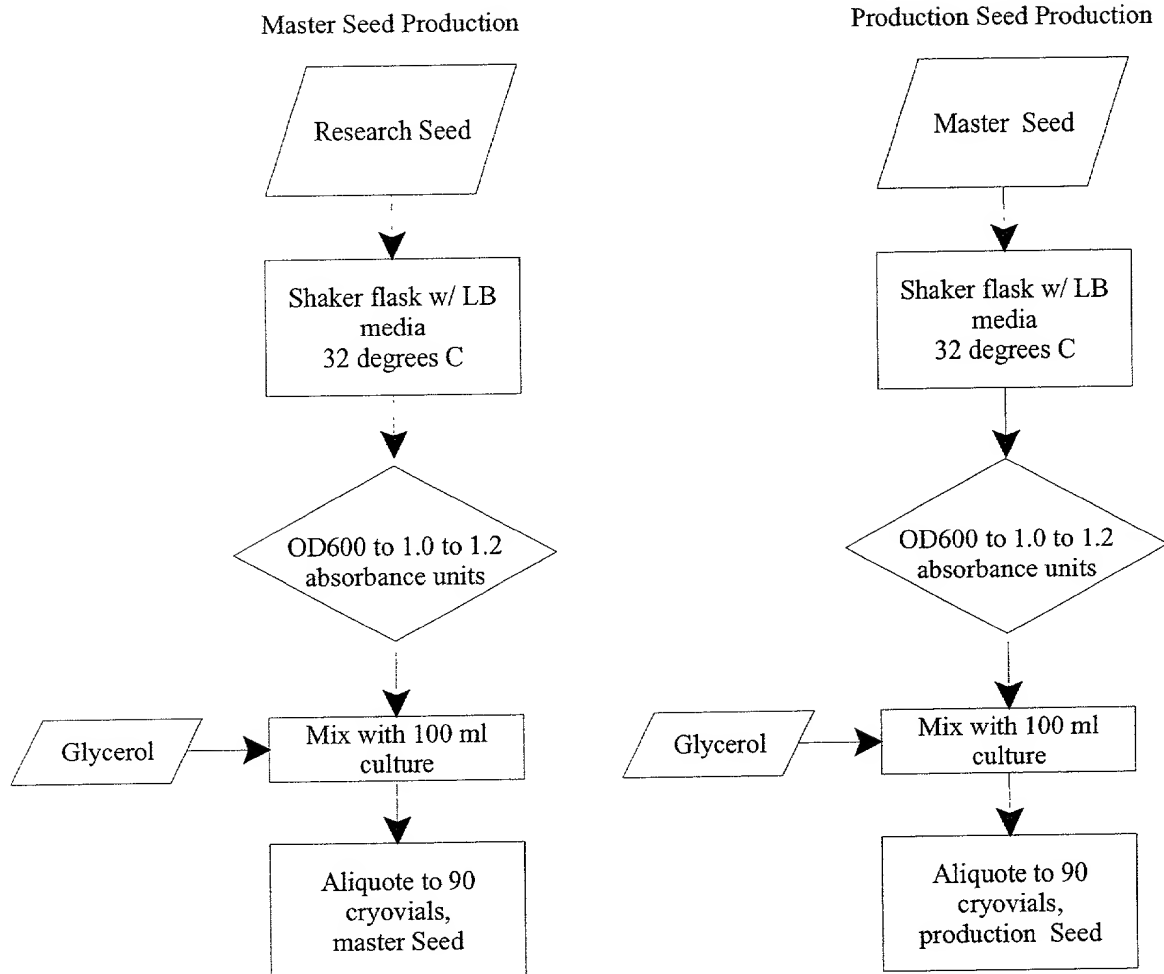 Master Seed Production
Research Seed
Shaker flask w/ LB
media
32 degrees C
OD600 to 1.0 to 1.2
absorbance units
Glycerol
Mix with 100 ml
culture
Aliquote to 90
cryovials,
master Seed
Production Seed Production
Master Seed
Shaker flask w/ LB
media
32 degrees C
OD600 to 1.0 to 1.2
absorbance units
Glycerol
Mix with 100 ml
culture
Aliquote to 90
cryovials,
production Seed